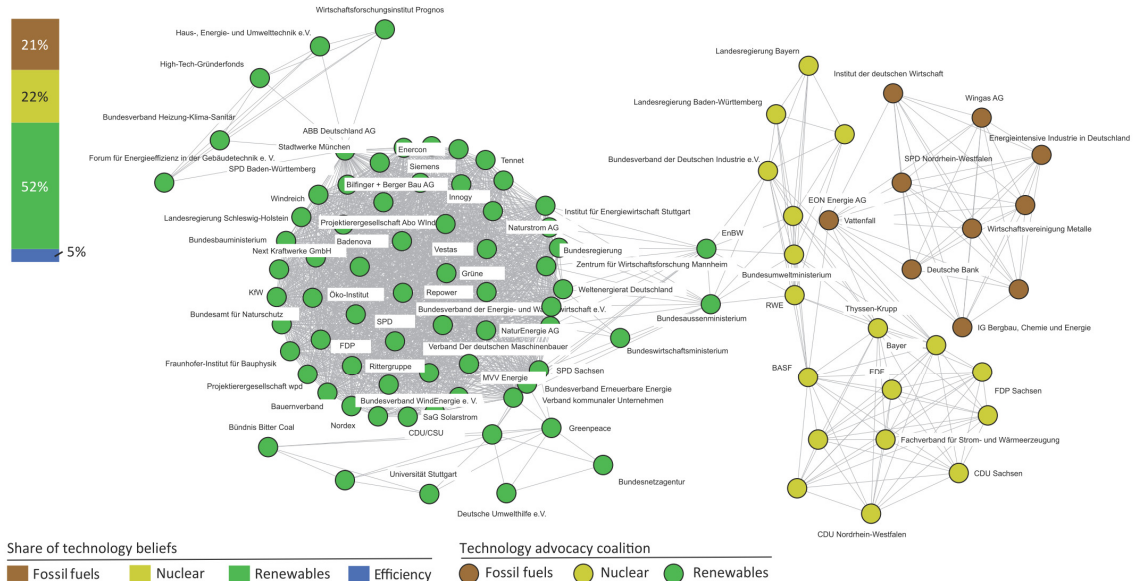 Wirtschaftsforschungsinstitut Prognos
Haus-, Energie- und Umwelttechnik e.V.
High-Tech-Gründerfonds
Bundesverband Heizung-Klima-Sanitär
Forum für Energieeffizienz in der Gebäudetechnik e. V.
21%
22%
52%
5%
ABB Deutschland AG
Stadtwerke München
SPD Baden-Württemberg
Enercon
Siemens
Tennet
Bilfinger + Berger Bau AG
Innogy
Windreich
Landesregierung Schleswig-Holstein
Projektierergesellschaft Abo Wind
Naturstrom AG
Institut für Energiewirtschaft Stuttgart
Bundesbauministerium
Badenova
Vestas
Bundesregierung
EnBW
Next Kraftwerke GmbH
Grüne
Zentrum für Wirtschaftsforschung Mannheim
KfW
Öko-Institut
Repower
Weltenergierat Deutschland
Bundesamt für Naturschutz
Bundesverband der Energie- und Wasserwirtschaft e.V.
Bundesaussenministerium
SPD
NaturEnergie AG
FDP
Verband Der deutschen Maschinenbauer
Bundeswirtschaftsministerium
Fraunhofer-Institut für Bauphysik
Rittergruppe
SPD Sachsen
MVV Energie
Projektierergesellschaft wpd
Bundesverband Erneuerbare Energie
Bauernverband
Bundesverband WindEnergie e. V.
Verband kommunaler Unternehmen
Nordex
SaG Solarstrom
CDU/CSU
Greenpeace
Bündnis Bitter Coal
Universität Stuttgart
Bundesnetzagentur
Deutsche Umwelthilfe e.V.
Landesregierung Bayern
Institut der deutschen Wirtschaft
Landesregierung Baden-Württemberg
Wingas AG
Energieintensive Industrie in Deutschland
Bundesverband der Deutschen Industrie e.V.
SPD Nordrhein-Westfalen
EON Energie AG
Vattenfall
Wirtschaftsvereinigung Metalle
Bundesumweltministerium
Deutsche Bank
RWE
Thyssen-Krupp
IG Bergbau, Chemie und Energie
Bayer
BASF
EDF
FDP Sachsen
Fachverband für Strom- und Wärmeerzeugung
CDU Sachsen
CDU Nordrhein-Westfalen
Share of technology beliefs
Fossil fuels Nuclear Renewables Efficiency
Technology advocacy coalition
Fossil fuels Nuclear Renewables